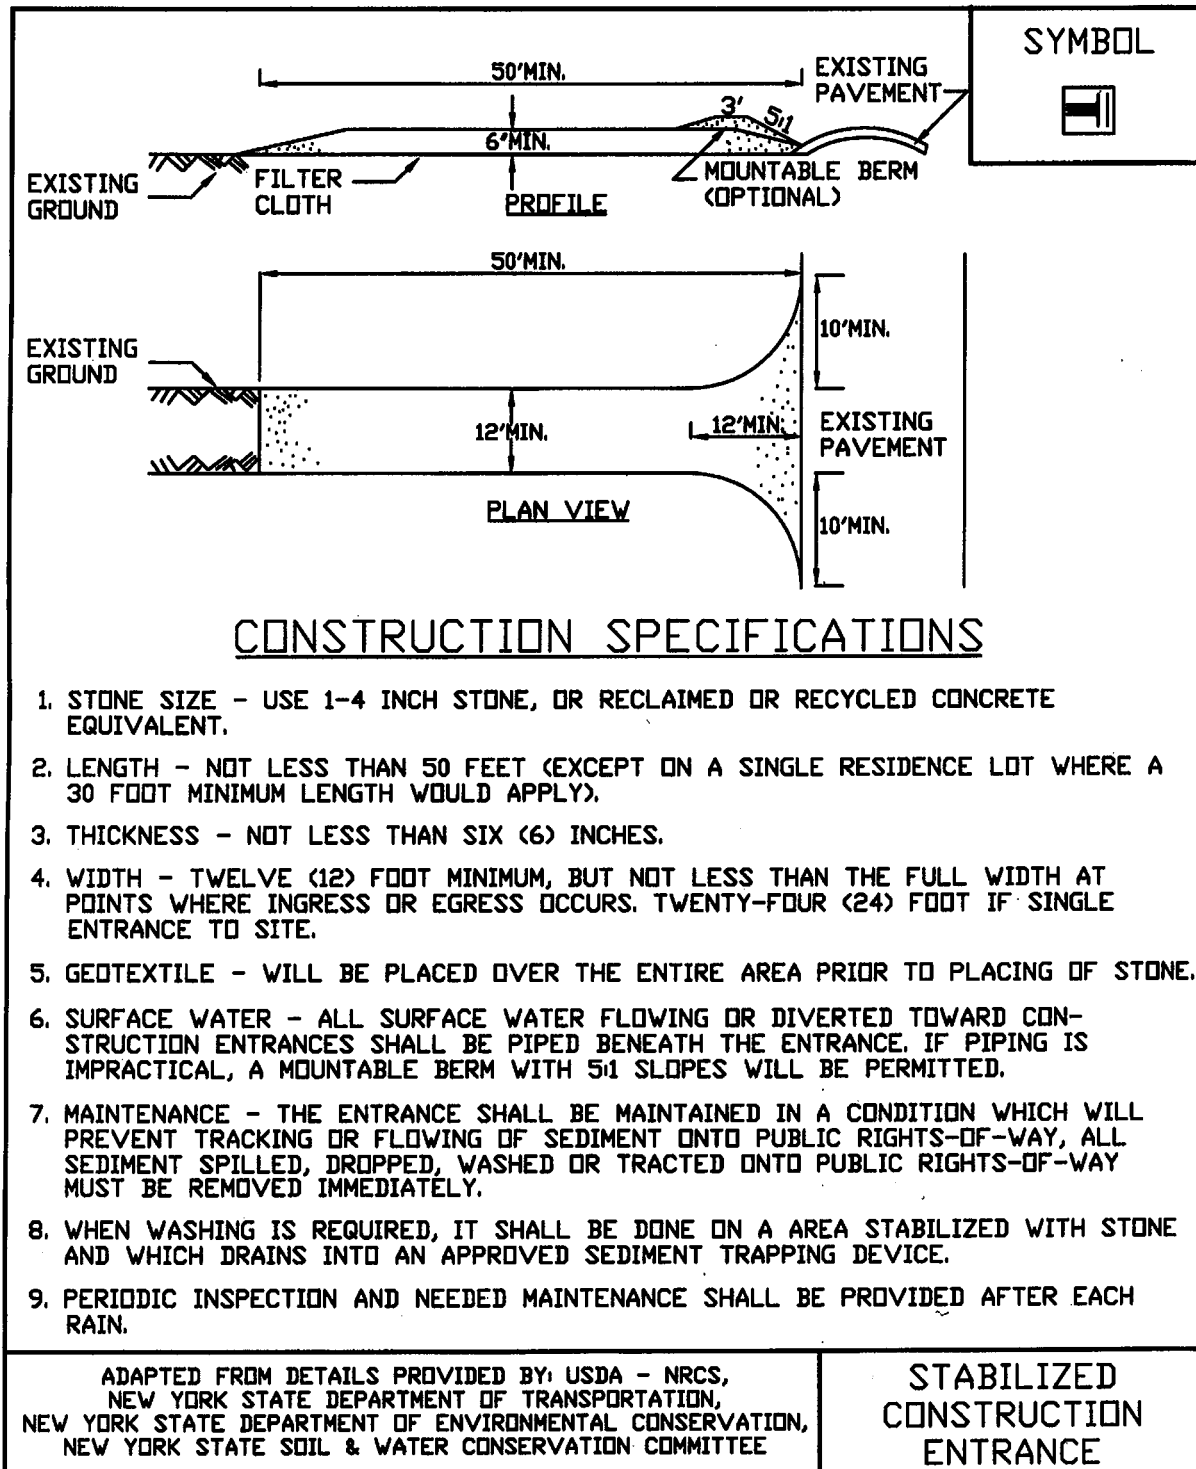 SYMBOL
50'MIN.
EXISTING
PAVEMENT
3'
5:1
6"MIN.
EXISTING
GROUND
FILTER
CLOTH
PROFILE
MOUNTABLE BERM
(OPTIONAL)
50'MIN.
10'MIN.
EXISTING
GROUND
12'MIN.
12'MIN.
EXISTING
PAVEMENT
PLAN VIEW
10'MIN.
CONSTRUCTION SPECIFICATIONS
1. STONE SIZE - USE 1-4 INCH STONE, OR RECLAIMED OR RECYCLED CONCRETE
EQUIVALENT.
2. LENGTH - NOT LESS THAN 50 FEET (EXCEPT ON A SINGLE RESIDENCE LOT WHERE A
30 FOOT MINIMUM LENGTH WOULD APPLY).
3. THICKNESS - NOT LESS THAN SIX (6) INCHES.
4. WIDTH - TWELVE (12) FOOT MINIMUM, BUT NOT LESS THAN THE FULL WIDTH AT
POINTS WHERE INGRESS OR EGRESS OCCURS. TWENTY-FOUR (24) FOOT IF SINGLE
ENTRANCE TO SITE.
5. GEOTEXTILE - WILL BE PLACED OVER THE ENTIRE AREA PRIOR TO PLACING OF STONE.
6. SURFACE WATER - ALL SURFACE WATER FLOWING OR DIVERTED TOWARD CON-
STRUCTION ENTRANCES SHALL BE PIPED BENEATH THE ENTRANCE. IF PIPING IS
IMPRACTICAL, A MOUNTABLE BERM WITH 5:1 SLOPES WILL BE PERMITTED.
7. MAINTENANCE - THE ENTRANCE SHALL BE MAINTAINED IN A CONDITION WHICH WILL
PREVENT TRACKING OR FLOWING OF SEDIMENT ONTO PUBLIC RIGHTS-OF-WAY, ALL
SEDIMENT SPILLED, DROPPED, WASHED OR TRACTED ONTO PUBLIC RIGHTS-OF-WAY
MUST BE REMOVED IMMEDIATELY.
8. WHEN WASHING IS REQUIRED, IT SHALL BE DONE ON A AREA STABILIZED WITH STONE
AND WHICH DRAINS INTO AN APPROVED SEDIMENT TRAPPING DEVICE.
9. PERIODIC INSPECTION AND NEEDED MAINTENANCE SHALL BE PROVIDED AFTER EACH
RAIN.
ADAPTED FROM DETAILS PROVIDED BY: USDA - NRCS,
NEW YORK STATE DEPARTMENT OF TRANSPORTATION,
NEW YORK STATE DEPARTMENT OF ENVIRONMENTAL CONSERVATION,
NEW YORK STATE SOIL & WATER CONSERVATION COMMITTEE
STABILIZED
CONSTRUCTION
ENTRANCE